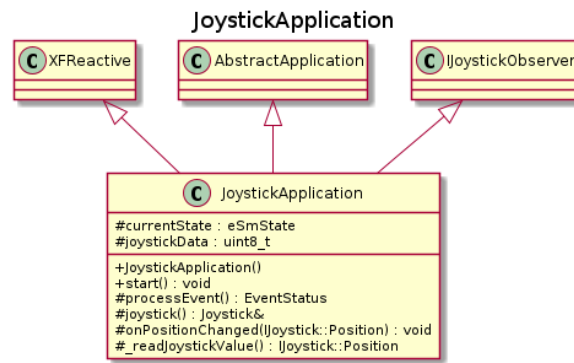 JoystickApplication
C XFReactive
C AbstractApplication
C IJoystickObserver
C JoystickApplication
#currentState : eSmState
#joystickData : uint8_t
+JoystickApplication()
+start() : void
#processEvent() : EventStatus
#joystick() : Joystick&
#onPositionChanged(IJoystick::Position) : void
#_readJoystickValue() : IJoystick::Position